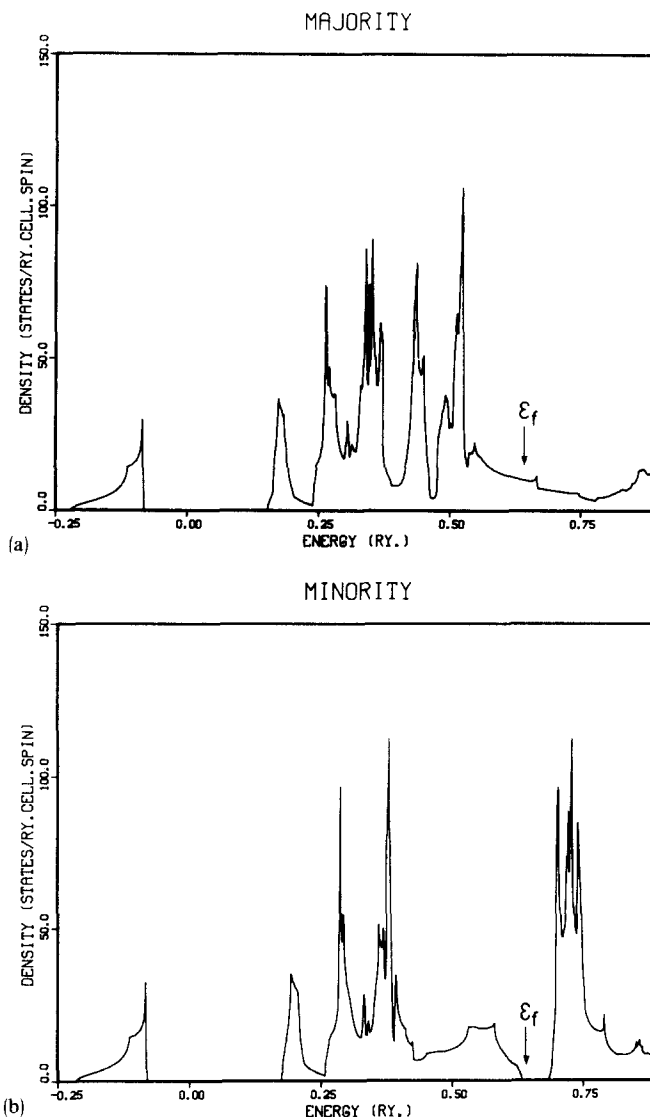 MAJORITY
DENSITY (STATES/RY.CELL.SPIN)
150.0
100.0
50.0
0.0
εf
-0.25 0.00 0.25 0.50 0.75
ENERGY (RY.)
(a)
MINORITY
DENSITY (STATES/RY.CELL.SPIN)
150.0
100.0
50.0
0.0
εf
-0.25 0.00 0.25 0.50 0.75
ENERGY (RY.)
(b)